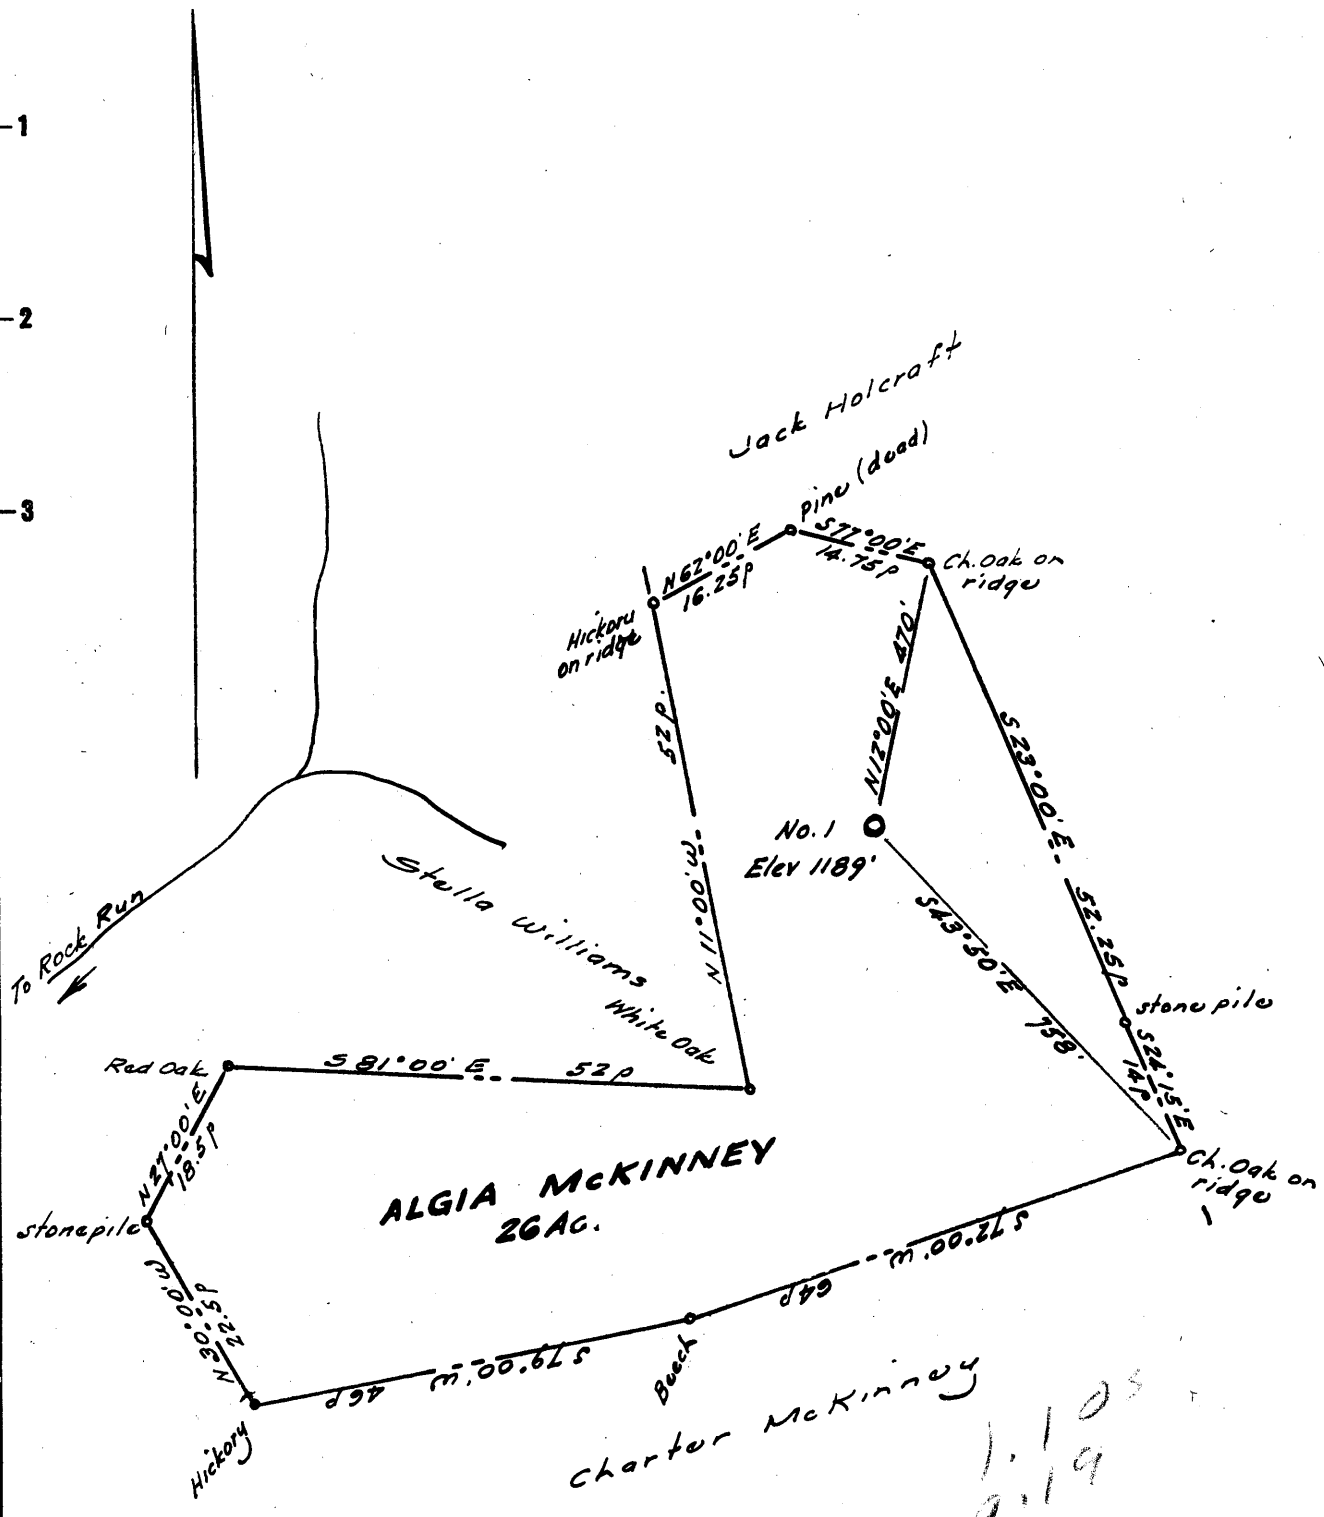 -1
-2
-3
Jack Holcraft
pine (dead)
N62°00'E
16.25p
S77°00'E
14.75p
Ch. Oak on
ridge
Hickory
on ridge
52p.
N 11°00'W
N12°00'E 470'
No. 1
Elev 1189'
S43°50'E 758'
S23°00'E 52.25p
stone pile
S24°15'E
14p
Ch. Oak on
ridge
To Rock Run
Stella Williams
White Oak
Red Oak
S 81°00' E 52p
N27°00'E
18.5p
stonepile
N30°00'W
22.5p
ALGIA McKINNEY
26 Ac.
S72°00'W 64p
S79°00'W 46p
Beech
Hickory
Charter McKinney